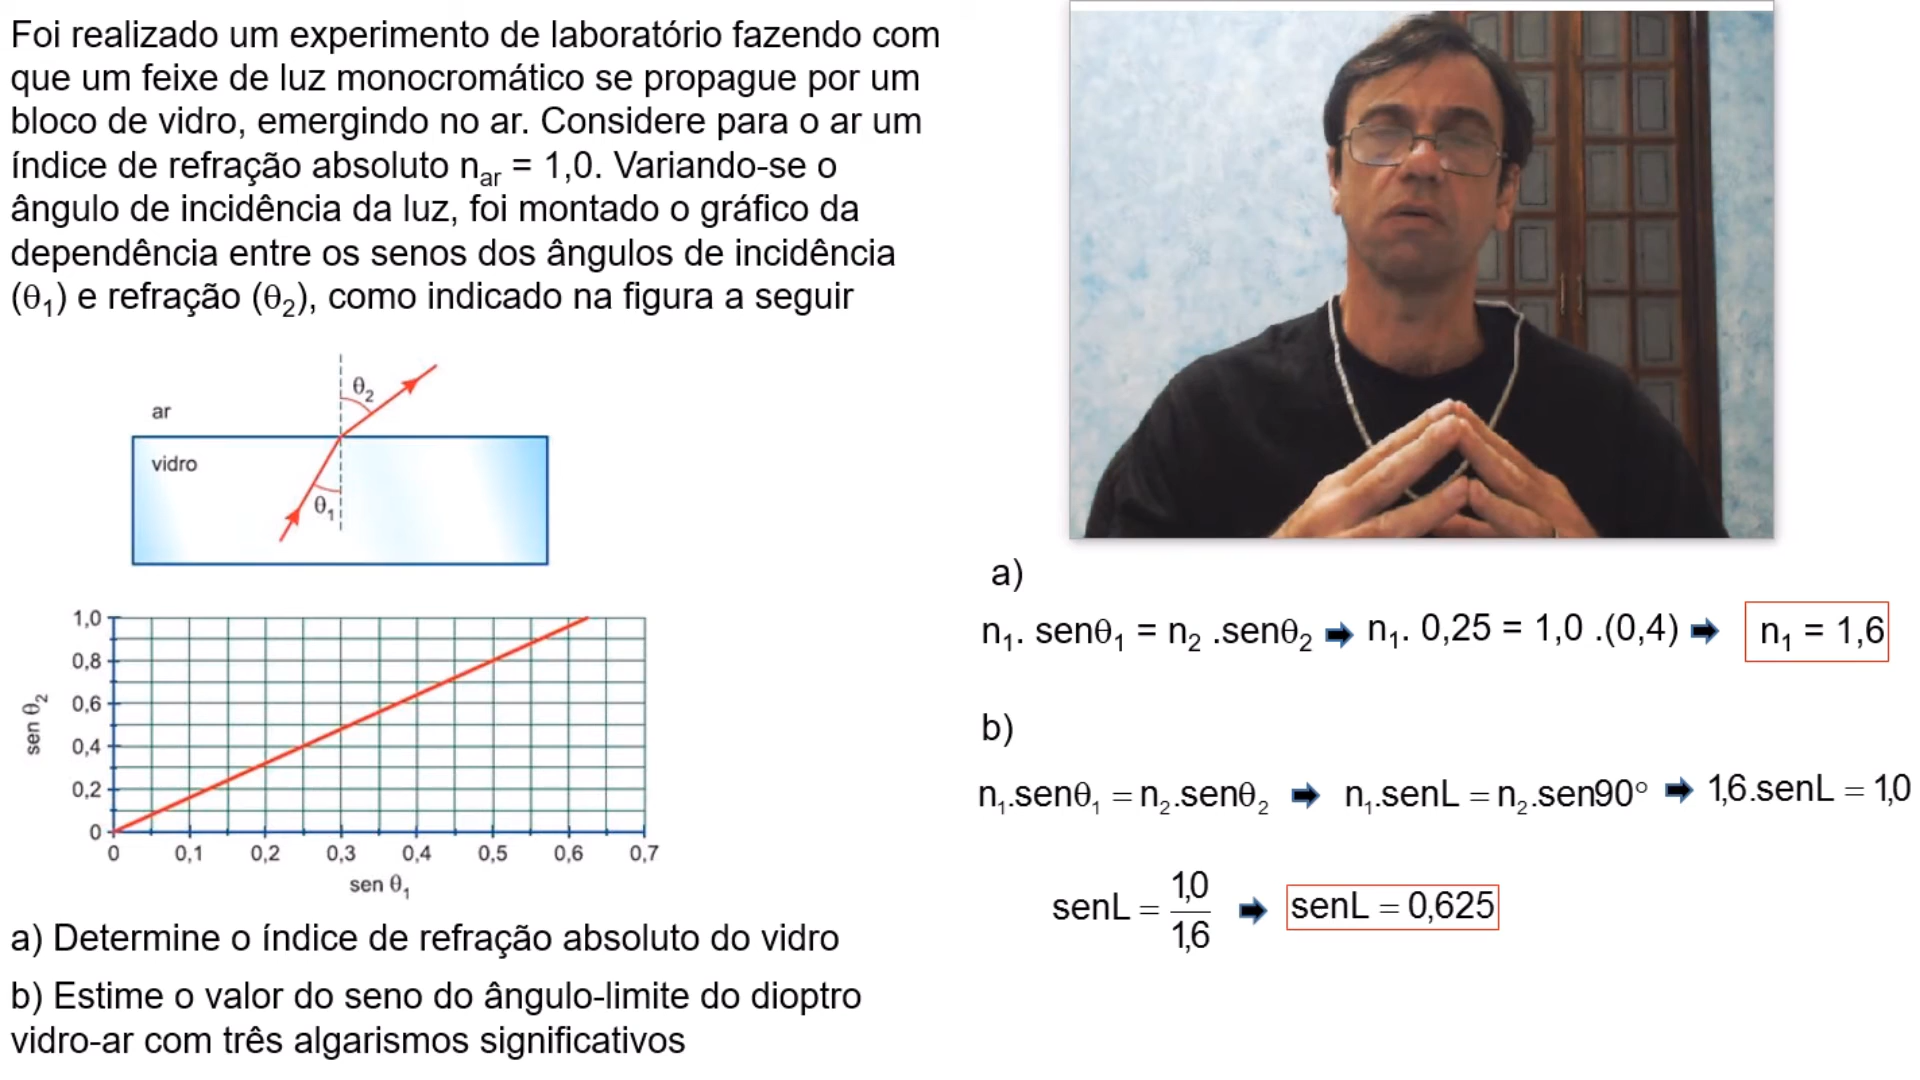 Foi realizado um experimento de laboratório fazendo com
que um feixe de luz monocromático se propague por um
bloco de vidro, emergindo no ar. Considere para o ar um
índice de refração absoluto nar = 1,0. Variando-se o
ângulo de incidência da luz, foi montado o gráfico da
dependência entre os senos dos ângulos de incidência
(θ1) e refração (θ2), como indicado na figura a seguir
θ2
ar
vidro
θ1
1,0
0,8
0,6
0,4
0,2
0
sen θ2
0 0,1 0,2 0,3 0,4 0,5 0,6 0,7
sen θ1
a) Determine o índice de refração absoluto do vidro
b) Estime o valor do seno do ângulo-limite do dioptro
vidro-ar com três algarismos significativos
a)
n1. senθ1 = n2 .senθ2 ➡ n1. 0,25 = 1,0 .(0,4) ➡ n1 = 1,6
b)
n1.senθ1 = n2.senθ2 ➡ n1.senL = n2.sen90° ➡ 1,6.senL = 1,0
senL = 1,0/1,6 ➡ senL = 0,625